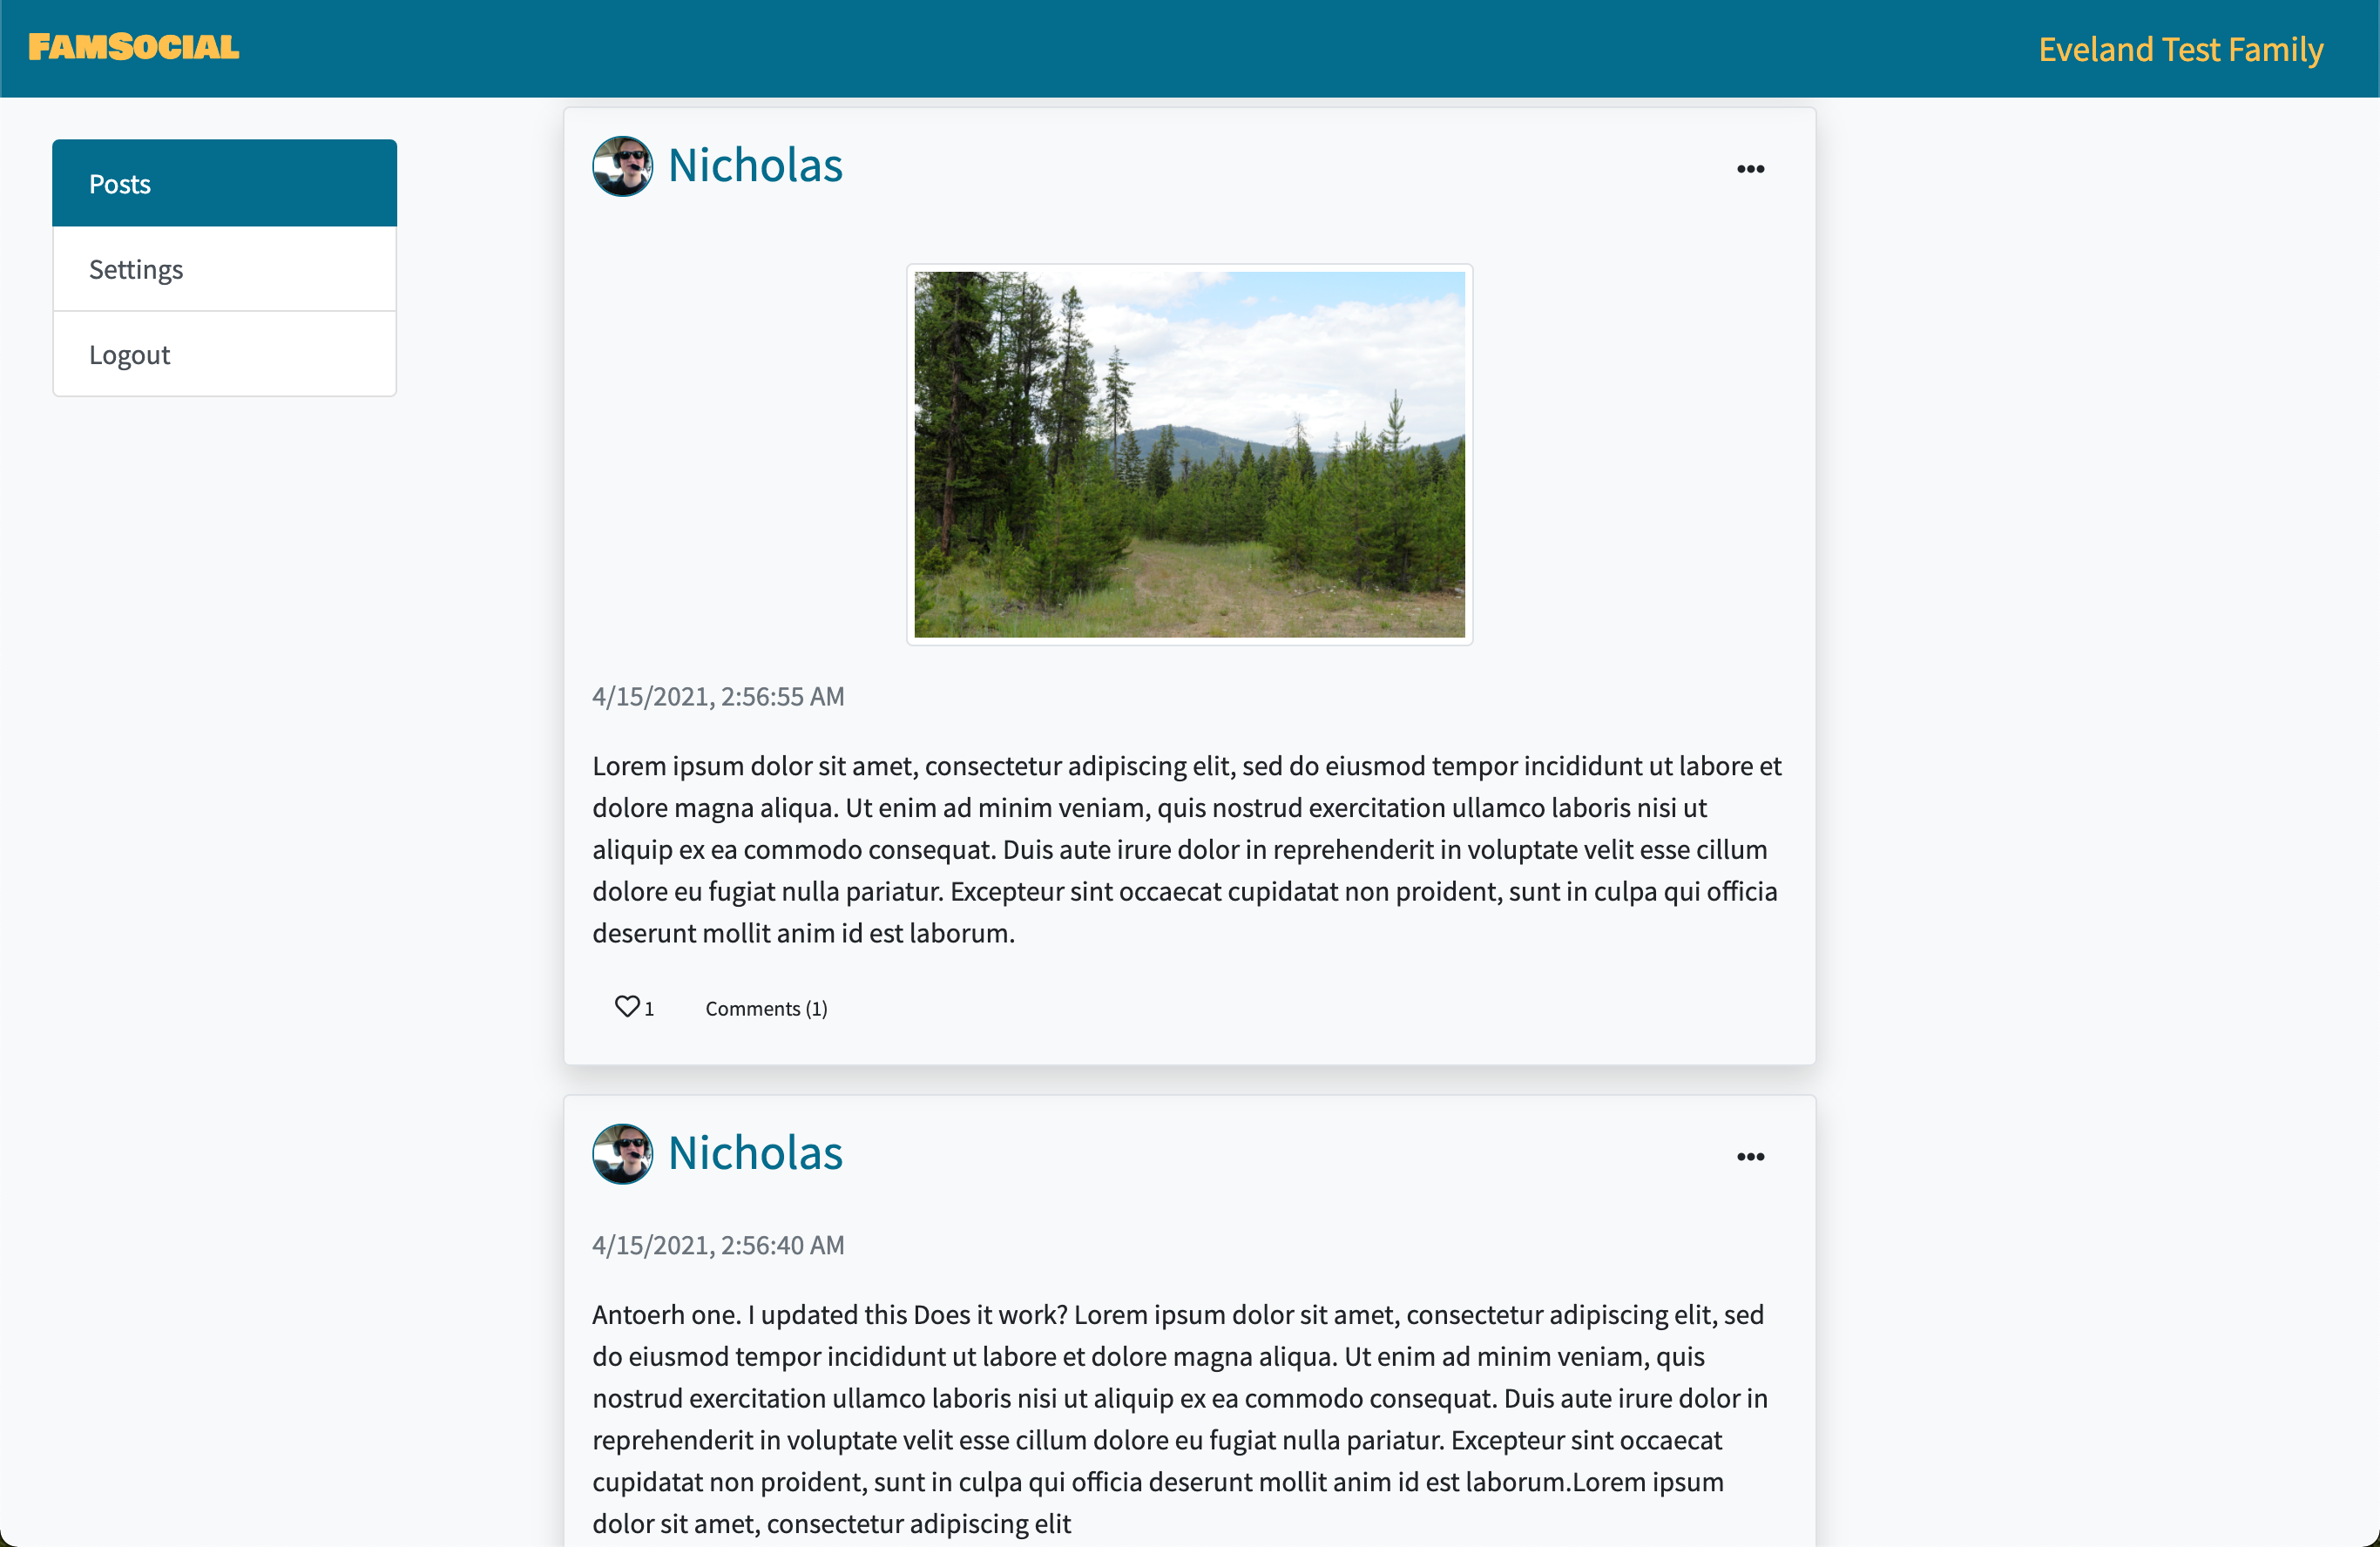 FamSocial
Eveland Test Family
Posts
Settings
Logout
Nicholas
4/15/2021, 2:56:55 AM
Lorem ipsum dolor sit amet, consectetur adipiscing elit, sed do eiusmod tempor incididunt ut labore et
dolore magna aliqua. Ut enim ad minim veniam, quis nostrud exercitation ullamco laboris nisi ut
aliquip ex ea commodo consequat. Duis aute irure dolor in reprehenderit in voluptate velit esse cillum
dolore eu fugiat nulla pariatur. Excepteur sint occaecat cupidatat non proident, sunt in culpa qui officia
deserunt mollit anim id est laborum.
1 Comments (1)
Nicholas
4/15/2021, 2:56:40 AM
Antoerh one. I updated this Does it work? Lorem ipsum dolor sit amet, consectetur adipiscing elit, sed
do eiusmod tempor incididunt ut labore et dolore magna aliqua. Ut enim ad minim veniam, quis
nostrud exercitation ullamco laboris nisi ut aliquip ex ea commodo consequat. Duis aute irure dolor in
reprehenderit in voluptate velit esse cillum dolore eu fugiat nulla pariatur. Excepteur sint occaecat
cupidatat non proident, sunt in culpa qui officia deserunt mollit anim id est laborum.Lorem ipsum
dolor sit amet, consectetur adipiscing elit